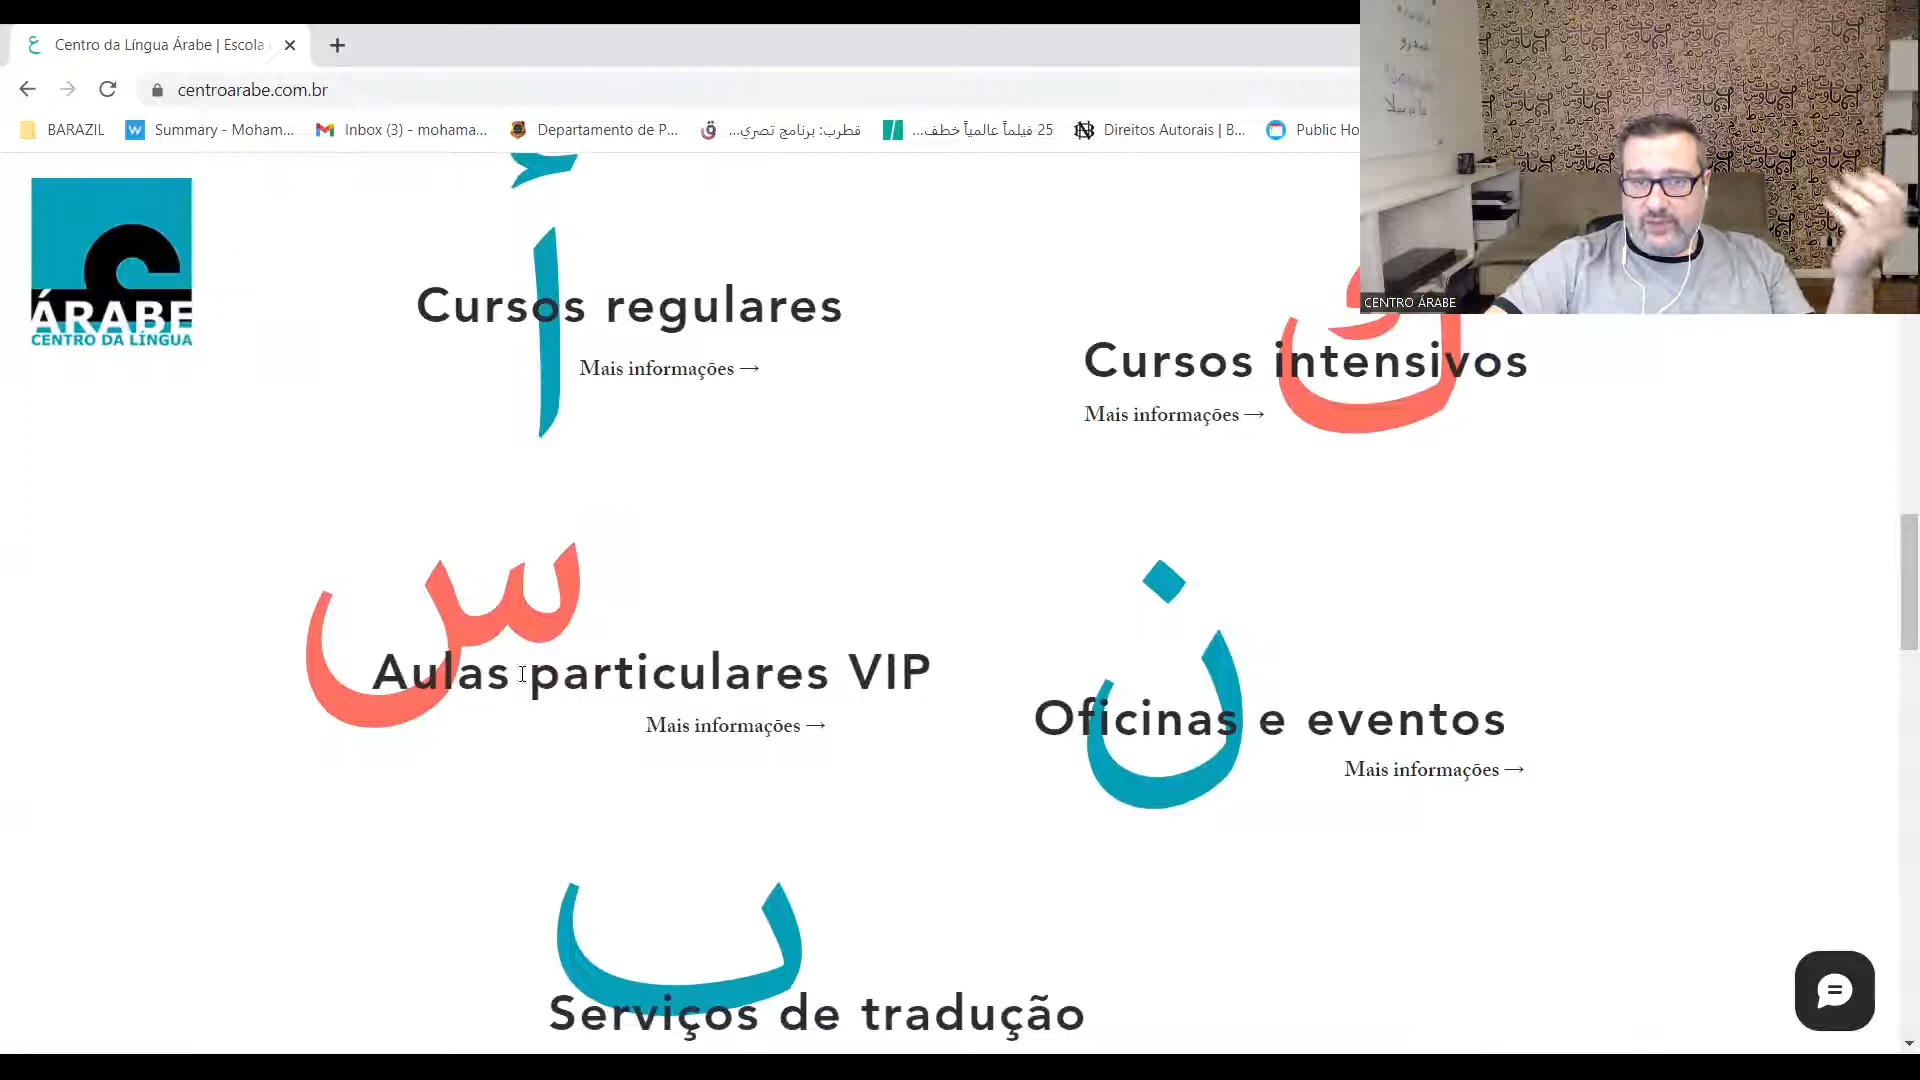 Centro da Língua Árabe | Escola
centroarabe.com.br
BARAZIL
Summary - Moham...
Inbox (3) - mohama...
Departamento de P...
قطرب: برنامج تصري...
25 فيلماً عالمياً خطف...
Direitos Autorais | B...
Public Ho
CENTRO ÁRABE
ÁRABE
CENTRO DA LÍNGUA
أ
Cursos regulares
Mais informações →
ك
Cursos intensivos
Mais informações →
س
Aulas particulares VIP
Mais informações →
ن
Oficinas e eventos
Mais informações →
Serviços de tradução